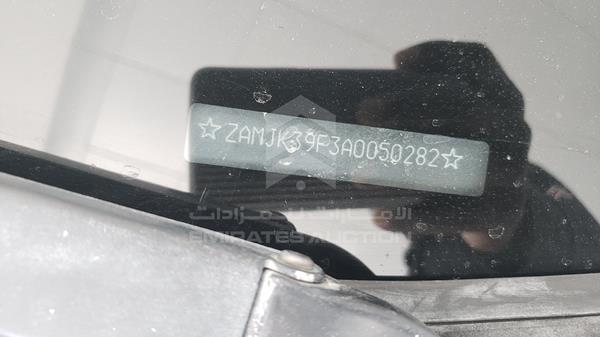 ☆ZAMJK39F3A0050282☆
الإمارات للمزادات
EMIRATES AUCTION